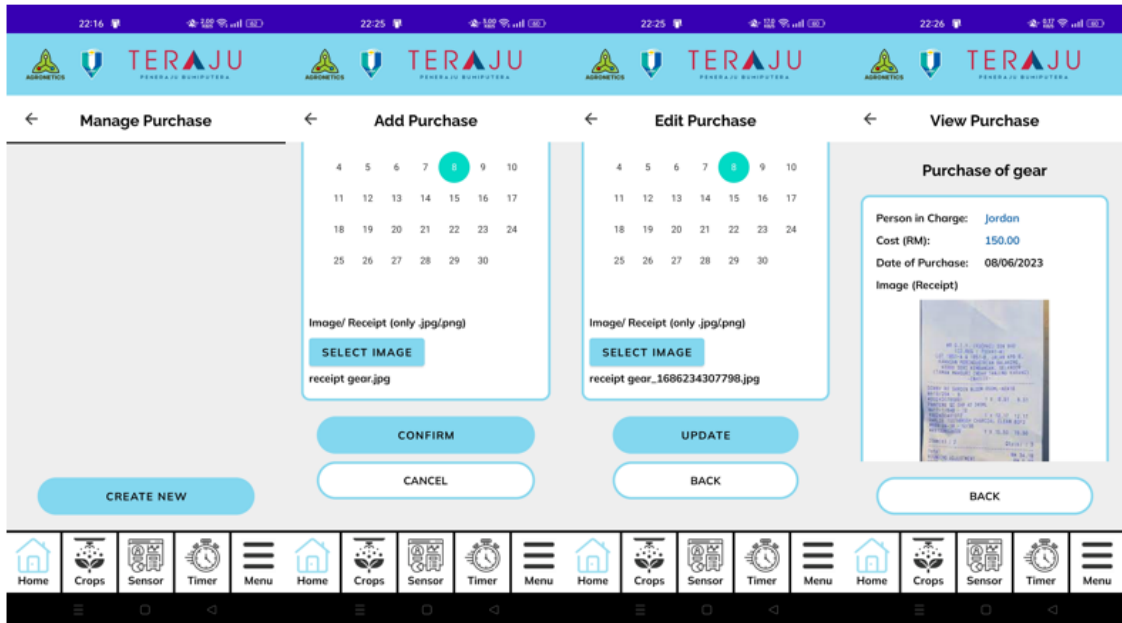 22:16
AGRONETICS
TERAJU
PENERAJU BUMIPUTERA
Manage Purchase
CREATE NEW
Home Crops Sensor Timer Menu
22:25
AGRONETICS
TERAJU
PENERAJU BUMIPUTERA
Add Purchase
4 5 6 7 8 9 10
11 12 13 14 15 16 17
18 19 20 21 22 23 24
25 26 27 28 29 30
Image/ Receipt (only .jpg/.png)
SELECT IMAGE
receipt gear.jpg
CONFIRM
CANCEL
Home Crops Sensor Timer Menu
22:25
AGRONETICS
TERAJU
PENERAJU BUMIPUTERA
Edit Purchase
4 5 6 7 8 9 10
11 12 13 14 15 16 17
18 19 20 21 22 23 24
25 26 27 28 29 30
Image/ Receipt (only .jpg/.png)
SELECT IMAGE
receipt gear_1686234307798.jpg
UPDATE
BACK
Home Crops Sensor Timer Menu
22:26
AGRONETICS
TERAJU
PENERAJU BUMIPUTERA
View Purchase
Purchase of gear
Person in Charge: Jordan
Cost (RM): 150.00
Date of Purchase: 08/06/2023
Image (Receipt)
BACK
Home Crops Sensor Timer Menu